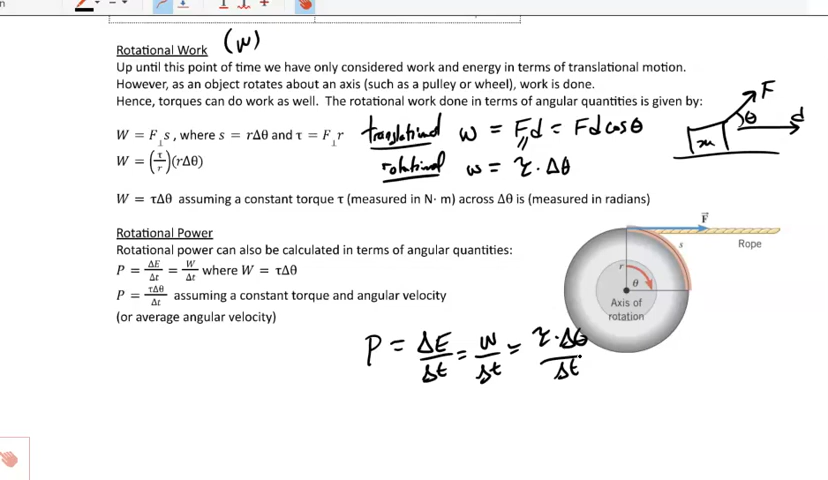 Rotational Work (W)
Up until this point of time we have only considered work and energy in terms of translational motion.
However, as an object rotates about an axis (such as a pulley or wheel), work is done.
Hence, torques can do work as well. The rotational work done in terms of angular quantities is given by:
W = F⊥s, where s = rΔθ and τ = F⊥r
translational W = F∥d = Fd cos θ
W = (τ/r)(rΔθ)
rotational W = τ·Δθ
F
θ
d
m
W = τΔθ assuming a constant torque τ (measured in N· m) across Δθ is (measured in radians)
Rotational Power
Rotational power can also be calculated in terms of angular quantities:
P = ΔE/Δt = W/Δt where W = τΔθ
P = τΔθ/Δt assuming a constant torque and angular velocity
(or average angular velocity)
F⃗
s
Rope
r
θ
Axis of
rotation
P = ΔE/Δt = W/Δt = τ·Δθ/Δt